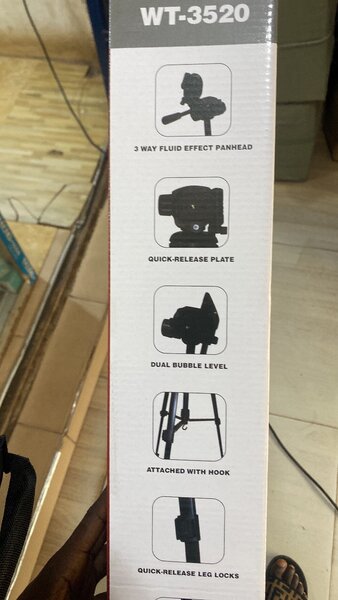 WT-3520
3 WAY FLUID EFFECT PANHEAD
QUICK-RELEASE PLATE
DUAL BUBBLE LEVEL
ATTACHED WITH HOOK
QUICK-RELEASE LEG LOCKS